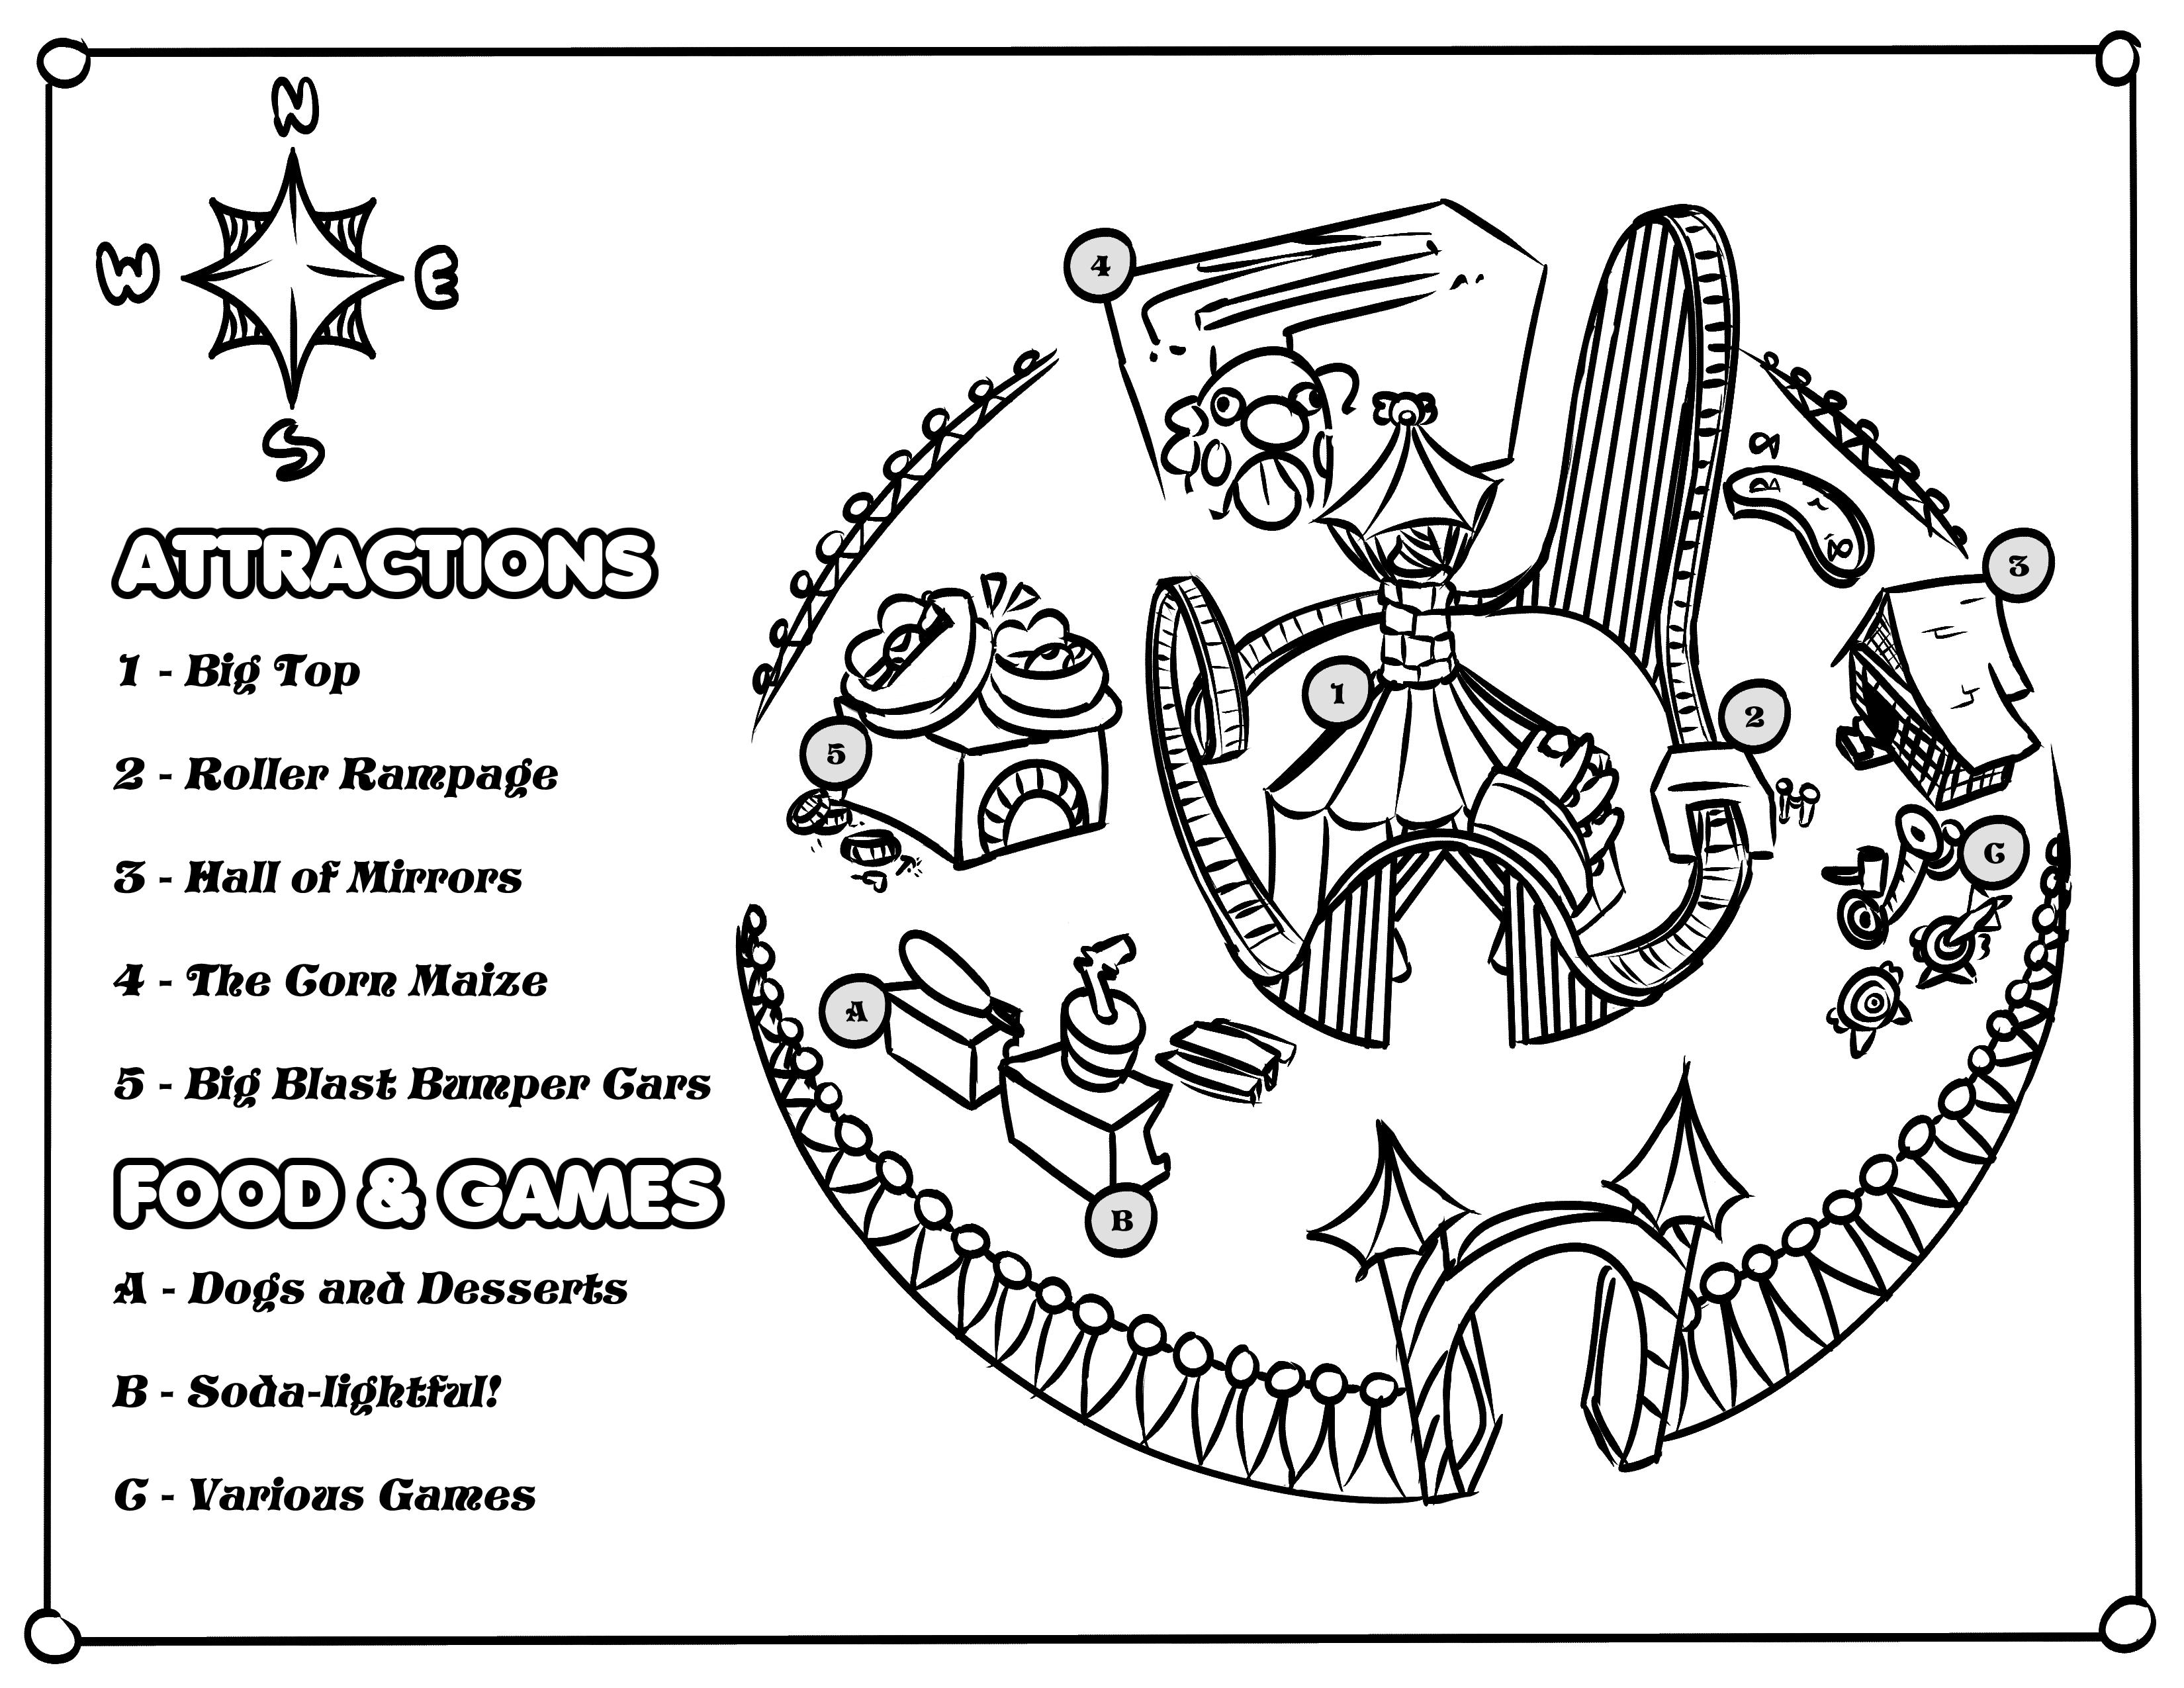 N
W E
S
ATTRACTIONS
1 - Big Top
2 - Roller Rampage
3 - Hall of Mirrors
4 - The Corn Maize
5 - Big Blast Bumper Cars
FOOD & GAMES
A - Dogs and Desserts
B - Soda-lightful!
C - Various Games
4
3
1
2
5
C
A
B